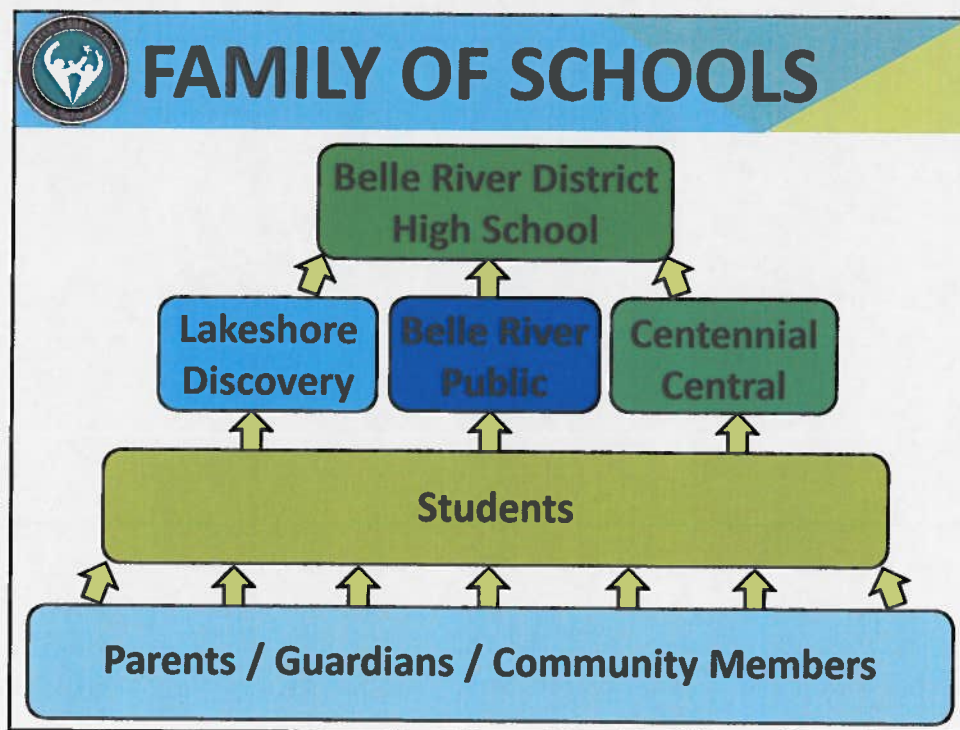 FAMILY OF SCHOOLS
Belle River District
High School
Lakeshore
Discovery
Belle River
Public
Centennial
Central
Students
Parents / Guardians / Community Members